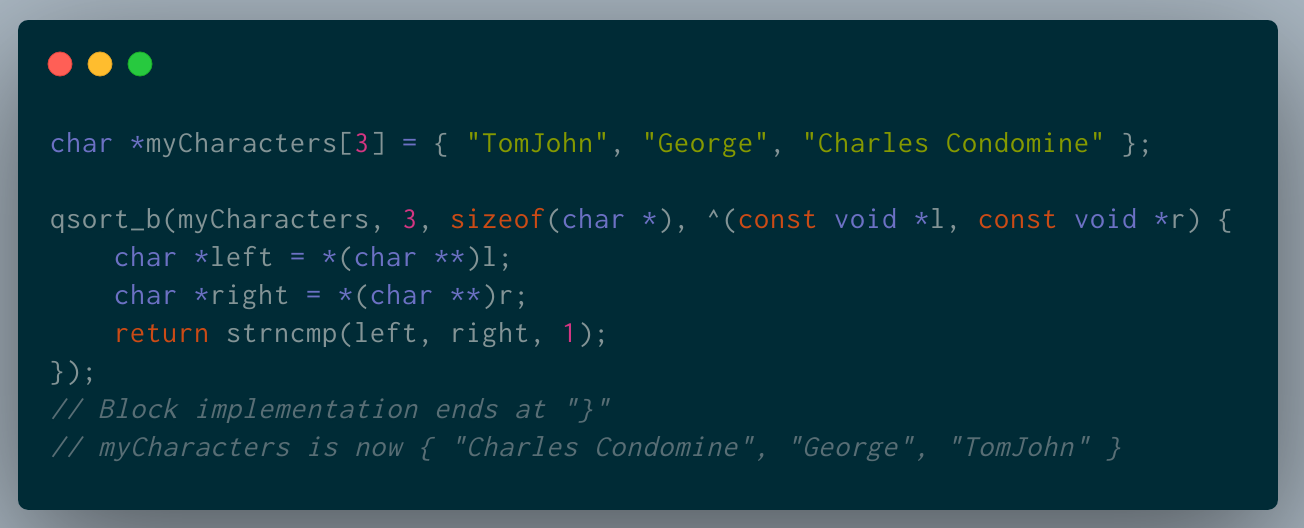 char *myCharacters[3] = { "TomJohn", "George", "Charles Condomine" };
qsort_b(myCharacters, 3, sizeof(char *), ^(const void *l, const void *r) {
    char *left = *(char **)l;
    char *right = *(char **)r;
    return strncmp(left, right, 1);
});
// Block implementation ends at "}"
// myCharacters is now { "Charles Condomine", "George", "TomJohn" }